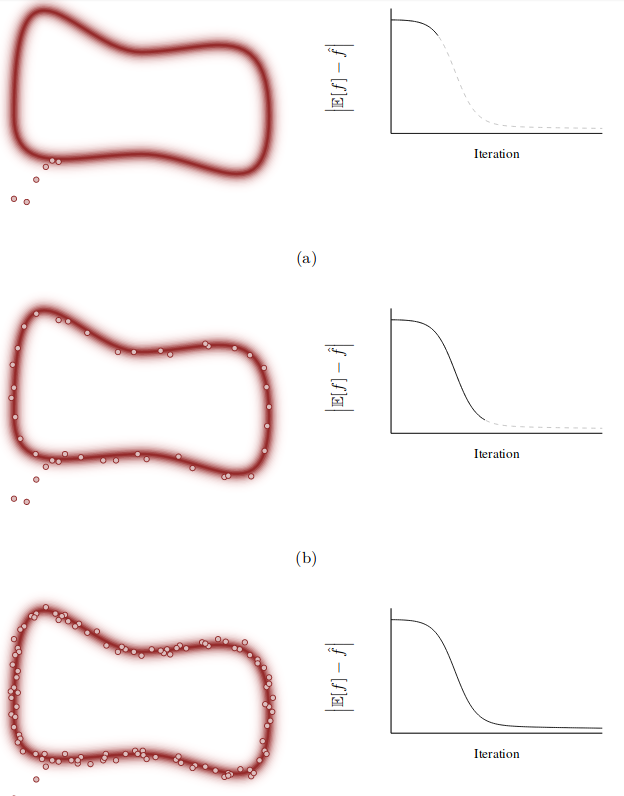 |𝔼[f] − f̂|
Iteration
(a)
|𝔼[f] − f̂|
Iteration
(b)
|𝔼[f] − f̂|
Iteration